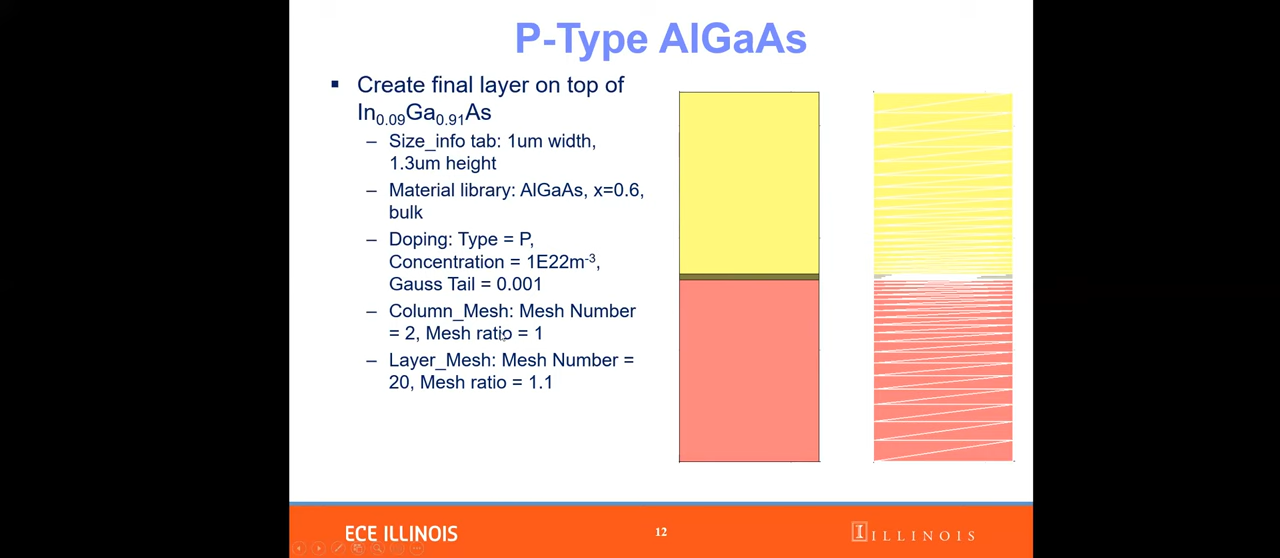 P-Type AlGaAs
▪ Create final layer on top of
In₀.₀₉Ga₀.₉₁As
– Size_info tab: 1um width,
1.3um height
– Material library: AlGaAs, x=0.6,
bulk
– Doping: Type = P,
Concentration = 1E22m⁻³,
Gauss Tail = 0.001
– Column_Mesh: Mesh Number
= 2, Mesh ratio = 1
– Layer_Mesh: Mesh Number =
20, Mesh ratio = 1.1
ECE ILLINOIS
12
I ILLINOIS